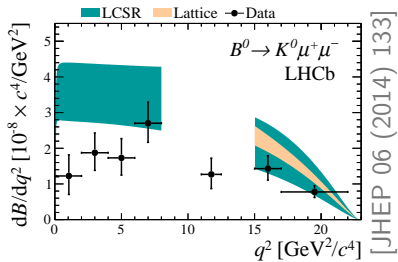 LCSR Lattice Data
B⁰→ K⁰μ⁺μ⁻
LHCb
dB/dq² [10⁻⁸ × c⁴/GeV²]
5
4
3
2
1
0
0 5 10 15 20
q² [GeV²/c⁴]
[JHEP 06 (2014) 133]